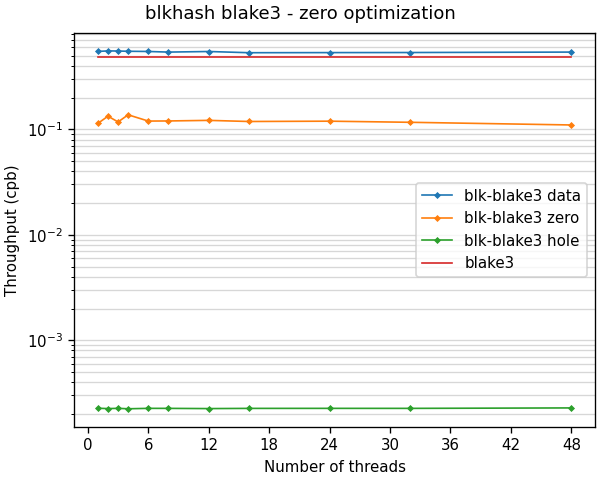 blkhash blake3 - zero optimization
Throughput (cpb)
10⁻¹
10⁻²
10⁻³
blk-blake3 data
blk-blake3 zero
blk-blake3 hole
blake3
0 6 12 18 24 30 36 42 48
Number of threads